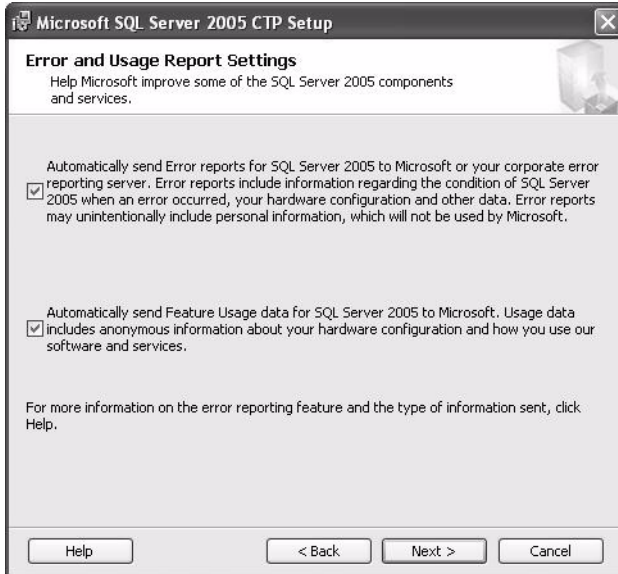 Microsoft SQL Server 2005 CTP Setup
Error and Usage Report Settings
Help Microsoft improve some of the SQL Server 2005 components
and services.
Automatically send Error reports for SQL Server 2005 to Microsoft or your corporate error
reporting server. Error reports include information regarding the condition of SQL Server
2005 when an error occurred, your hardware configuration and other data. Error reports
may unintentionally include personal information, which will not be used by Microsoft.
Automatically send Feature Usage data for SQL Server 2005 to Microsoft. Usage data
includes anonymous information about your hardware configuration and how you use our
software and services.
For more information on the error reporting feature and the type of information sent, click
Help.
Help
< Back
Next >
Cancel